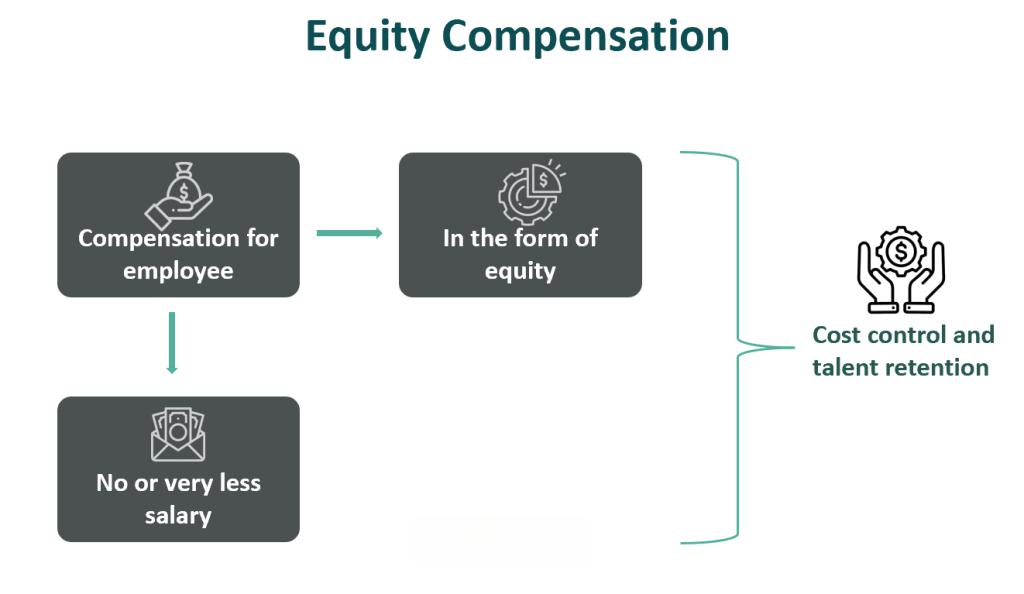 Equity Compensation
Compensation for
employee
In the form of
equity
Cost control and
talent retention
No or very less
salary